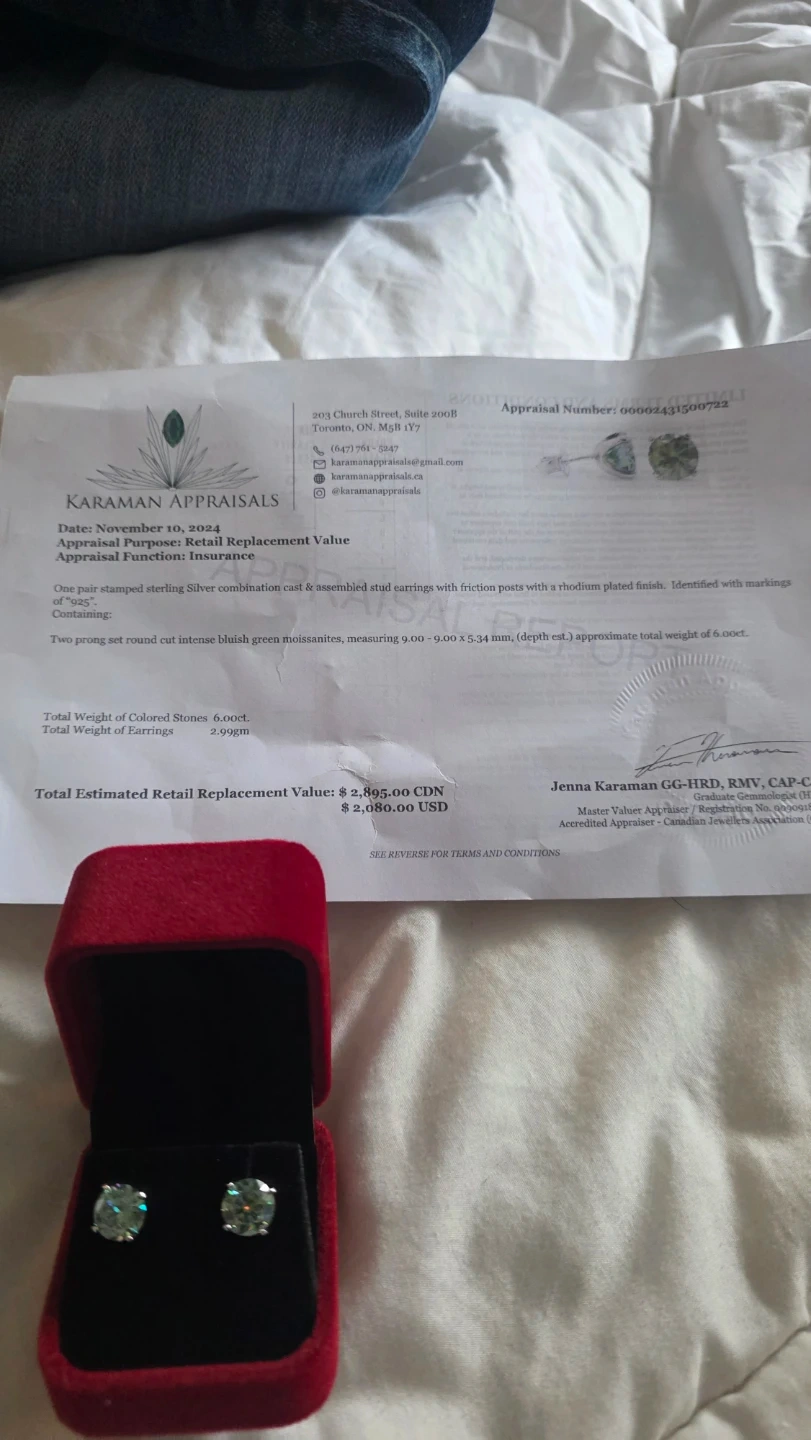 KARAMAN APPRAISALS
203 Church Street, Suite 200B
Toronto, ON. M5B 1Y7
(647) 761 - 5247
karamanappraisals@gmail.com
karamanappraisals.ca
@karamanappraisals
Appraisal Number: 00002431500722
Date: November 10, 2024
Appraisal Purpose: Retail Replacement Value
Appraisal Function: Insurance
One pair stamped sterling Silver combination cast & assembled stud earrings with friction posts with a rhodium plated finish. Identified with markings
of "925".
Containing:
Two prong set round cut intense bluish green moissanites, measuring 9.00 - 9.00 x 5.34 mm, (depth est.) approximate total weight of 6.00ct.
APPRAISAL REPORT
Total Weight of Colored Stones 6.00ct.
Total Weight of Earrings 2.99gm
Total Estimated Retail Replacement Value: $ 2,895.00 CDN
$ 2,080.00 USD
Jenna Karaman GG-HRD, RMV, CAP-C
Graduate Gemmologist (H
Master Valuer Appraiser / Registration No.
Accredited Appraiser - Canadian Jewellers Association (
SEE REVERSE FOR TERMS AND CONDITIONS